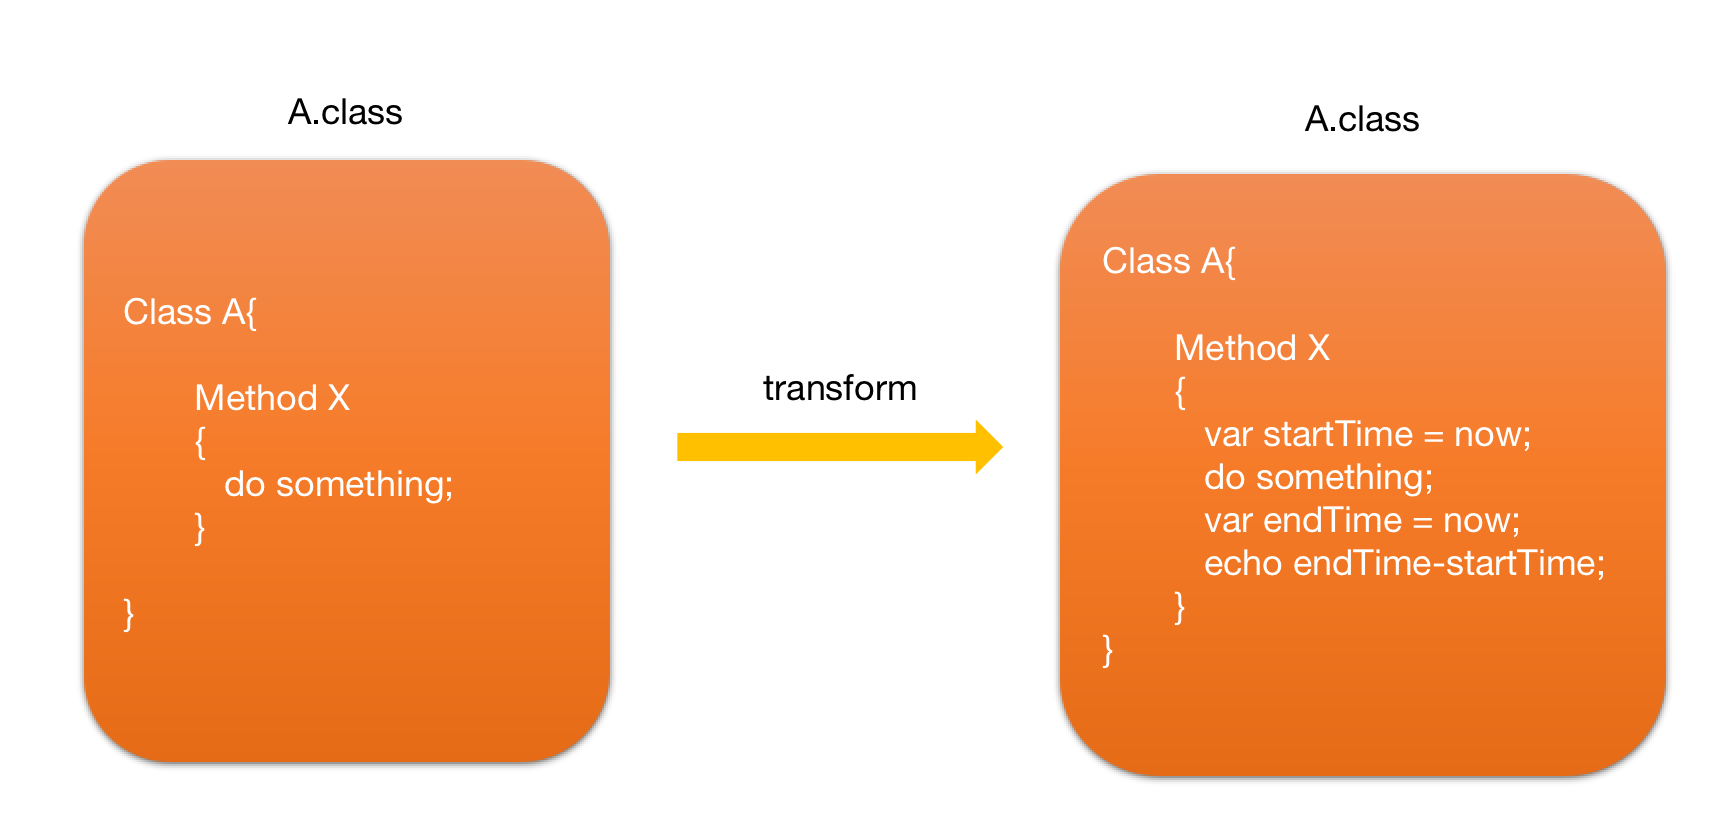 A.class
Class A{
Method X
{
do something;
}
}
transform
A.class
Class A{
Method X
{
var startTime = now;
do something;
var endTime = now;
echo endTime-startTime;
}
}